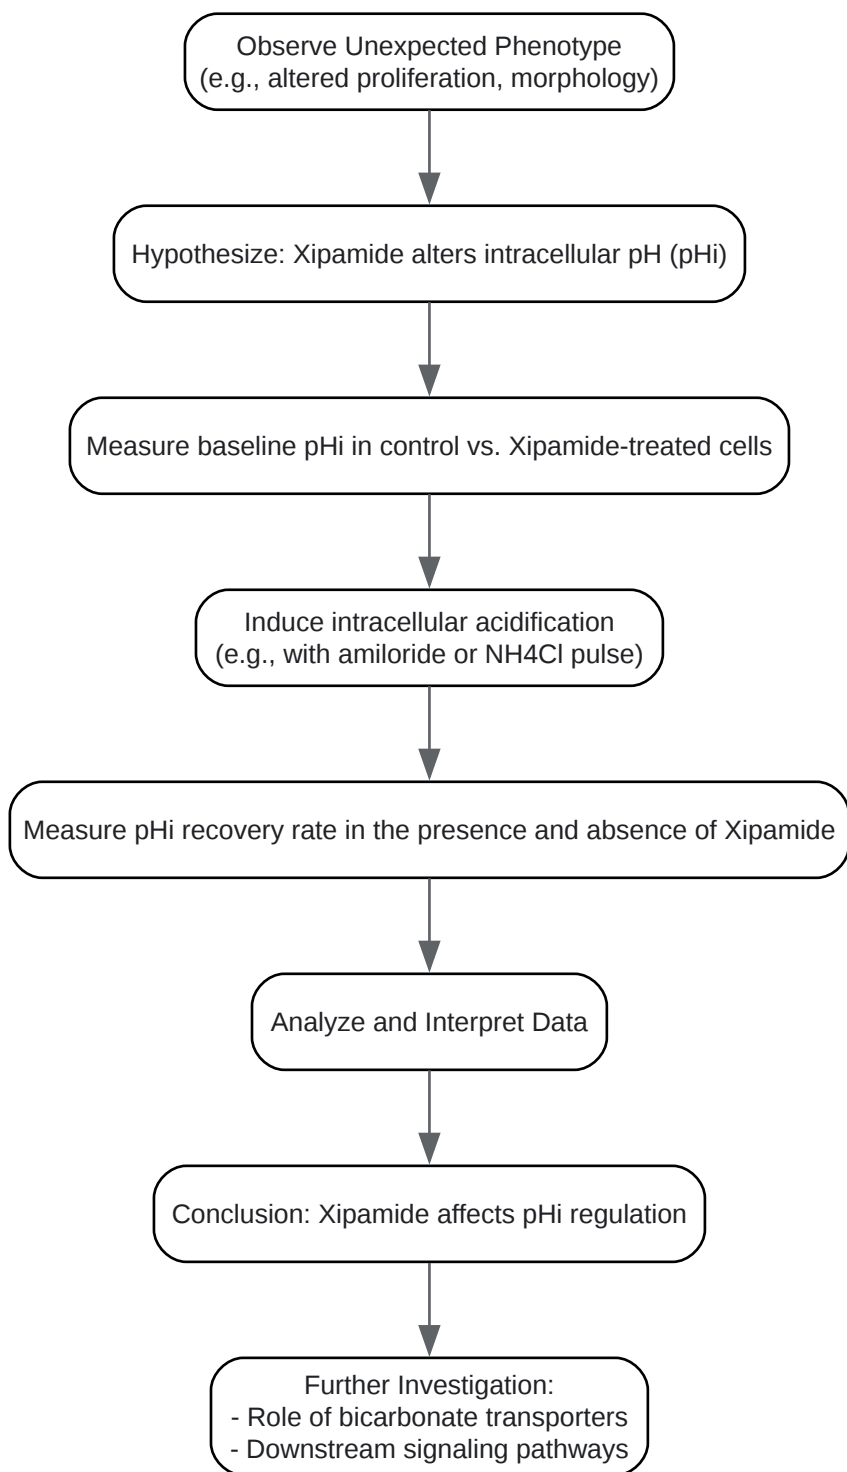 Observe Unexpected Phenotype
(e.g., altered proliferation, morphology)
Hypothesize: Xipamide alters intracellular pH (pHi)
Measure baseline pHi in control vs. Xipamide-treated cells
Induce intracellular acidification
(e.g., with amiloride or NH4Cl pulse)
Measure pHi recovery rate in the presence and absence of Xipamide
Analyze and Interpret Data
Conclusion: Xipamide affects pHi regulation
Further Investigation:
- Role of bicarbonate transporters
- Downstream signaling pathways